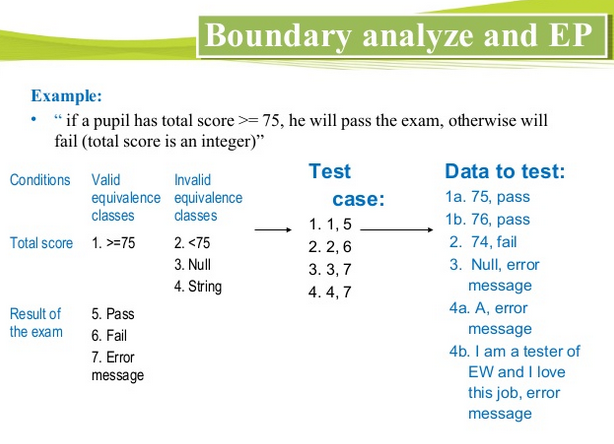 Boundary analyze and EP
Example:
• “ if a pupil has total score >= 75, he will pass the exam, otherwise will
fail (total score is an integer)”
Conditions
Valid
equivalence
classes
Invalid
equivalence
classes
Total score
1. >=75
2. <75
3. Null
4. String
Result of
the exam
5. Pass
6. Fail
7. Error
message
Test
case:
1. 1, 5
2. 2, 6
3. 3, 7
4. 4, 7
Data to test:
1a. 75, pass
1b. 76, pass
2. 74, fail
3. Null, error
message
4a. A, error
message
4b. I am a tester of
EW and I love
this job, error
message